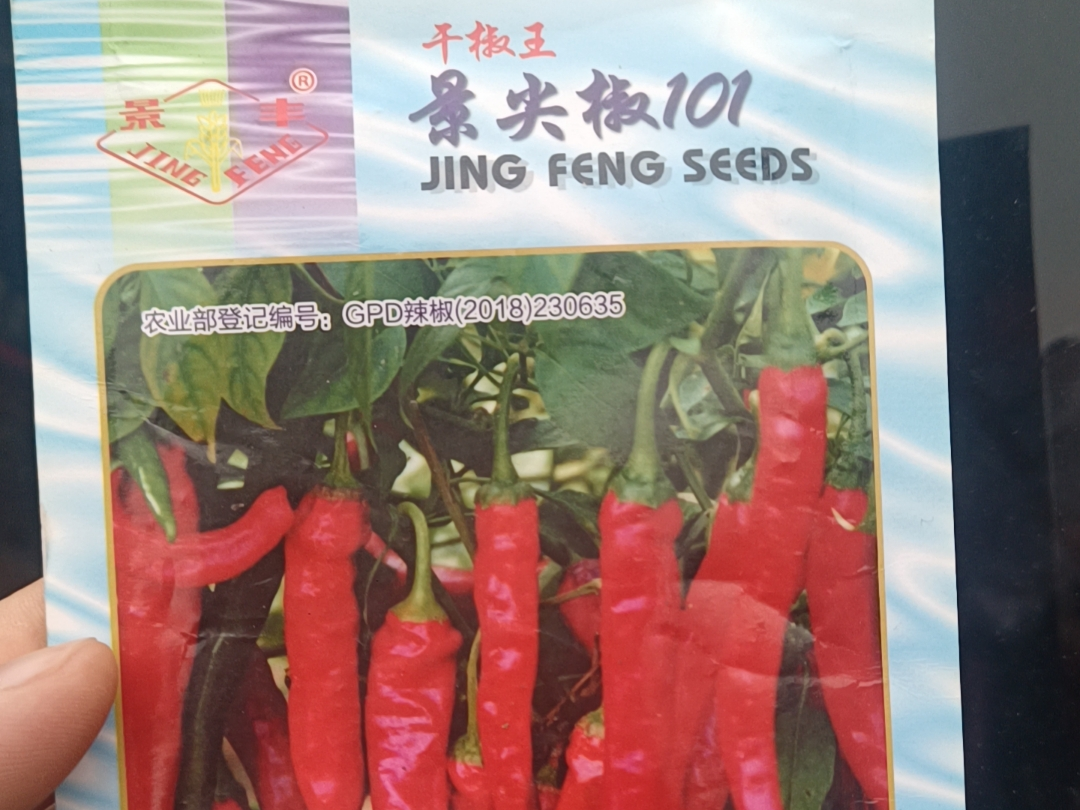 景丰®
JING FENG
干椒王
景尖椒101
JING FENG SEEDS
农业部登记编号：GPD辣椒(2018)230635